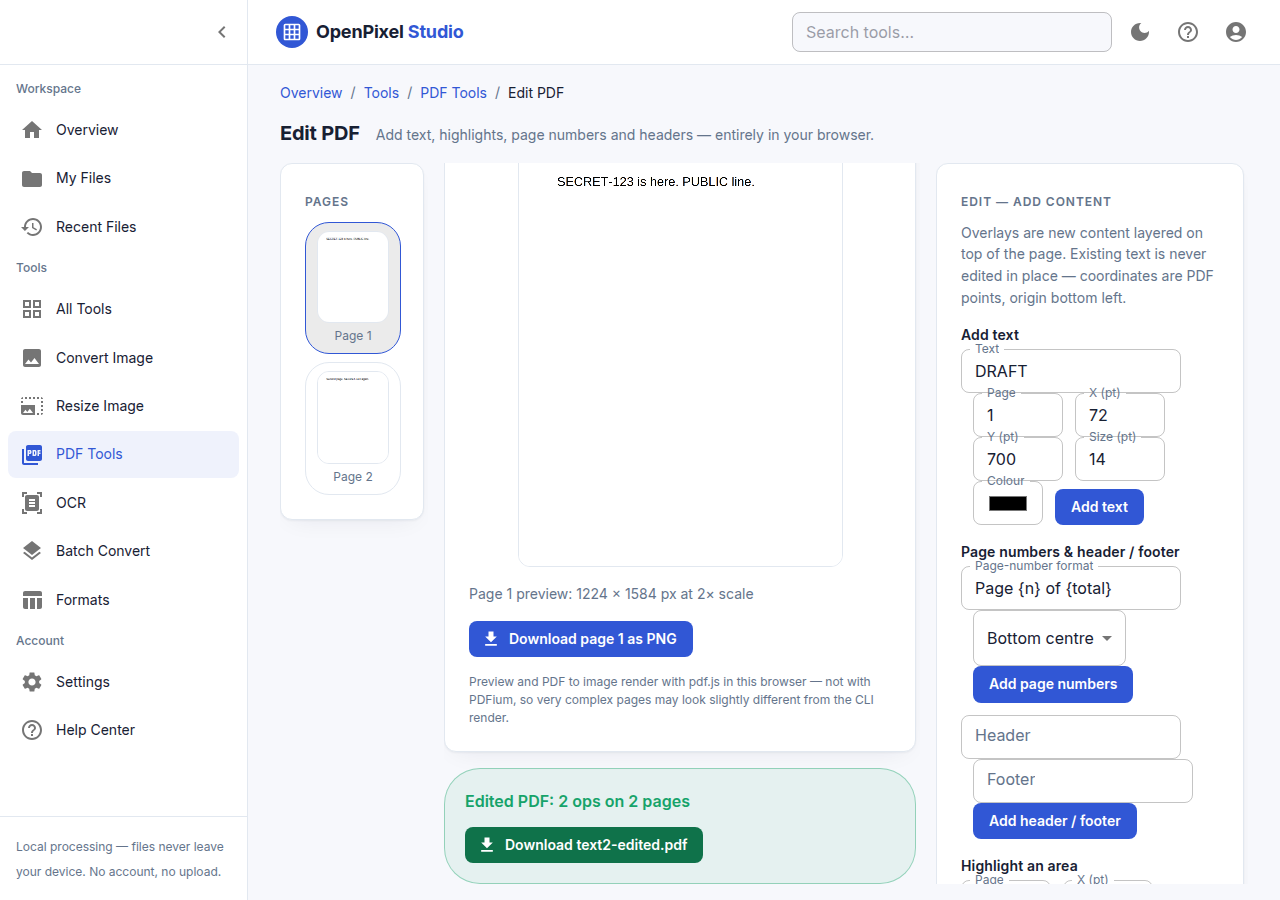 OpenPixel Studio
Search tools...
Workspace
Overview
My Files
Recent Files
Tools
All Tools
Convert Image
Resize Image
PDF Tools
OCR
Batch Convert
Formats
Account
Settings
Help Center
Local processing — files never leave
your device. No account, no upload.
Overview / Tools / PDF Tools / Edit PDF
Edit PDF Add text, highlights, page numbers and headers — entirely in your browser.
PAGES
Page 1
Page 2
SECRET-123 is here. PUBLIC line.
Page 1 preview: 1224 × 1584 px at 2× scale
Download page 1 as PNG
Preview and PDF to image render with pdf.js in this browser — not with
PDFium, so very complex pages may look slightly different from the CLI
render.
Edited PDF: 2 ops on 2 pages
Download text2-edited.pdf
EDIT — ADD CONTENT
Overlays are new content layered on
top of the page. Existing text is never
edited in place — coordinates are PDF
points, origin bottom left.
Add text
Text
DRAFT
Page X (pt)
1 72
Y (pt) Size (pt)
700 14
Colour
Add text
Page numbers & header / footer
Page-number format
Page {n} of {total}
Bottom centre
Add page numbers
Header
Footer
Add header / footer
Highlight an area
Page X (pt)